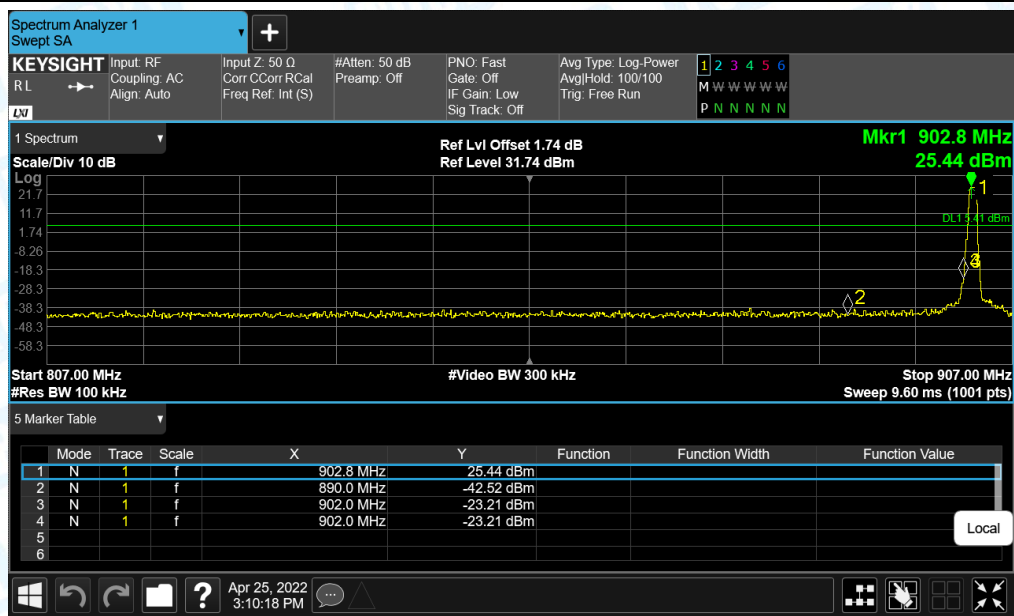 Spectrum Analyzer 1
Swept SA
+
KEYSIGHT
R L
LXI
Input: RF
Coupling: AC
Align: Auto
Input Z: 50 Ω
Corr CCorr RCal
Freq Ref: Int (S)
#Atten: 50 dB
Preamp: Off
PNO: Fast
Gate: Off
IF Gain: Low
Sig Track: Off
Avg Type: Log-Power
Avg|Hold: 100/100
Trig: Free Run
1 2 3 4 5 6
M W W W W W
P N N N N N
1 Spectrum
Scale/Div 10 dB
Ref Lvl Offset 1.74 dB
Ref Level 31.74 dBm
Mkr1 902.8 MHz
25.44 dBm
Log
21.7
11.7
1.74
-8.26
-18.3
-28.3
-38.3
-48.3
-58.3
1
DL1 5.41 dBm
2
Start 807.00 MHz
#Video BW 300 kHz
Stop 907.00 MHz
#Res BW 100 kHz
Sweep 9.60 ms (1001 pts)
5 Marker Table
Mode Trace Scale X Y Function Function Width Function Value
1 N 1 f 902.8 MHz 25.44 dBm
2 N 1 f 890.0 MHz -42.52 dBm
3 N 1 f 902.0 MHz -23.21 dBm
4 N 1 f 902.0 MHz -23.21 dBm
5
6
Local
?
Apr 25, 2022
3:10:18 PM